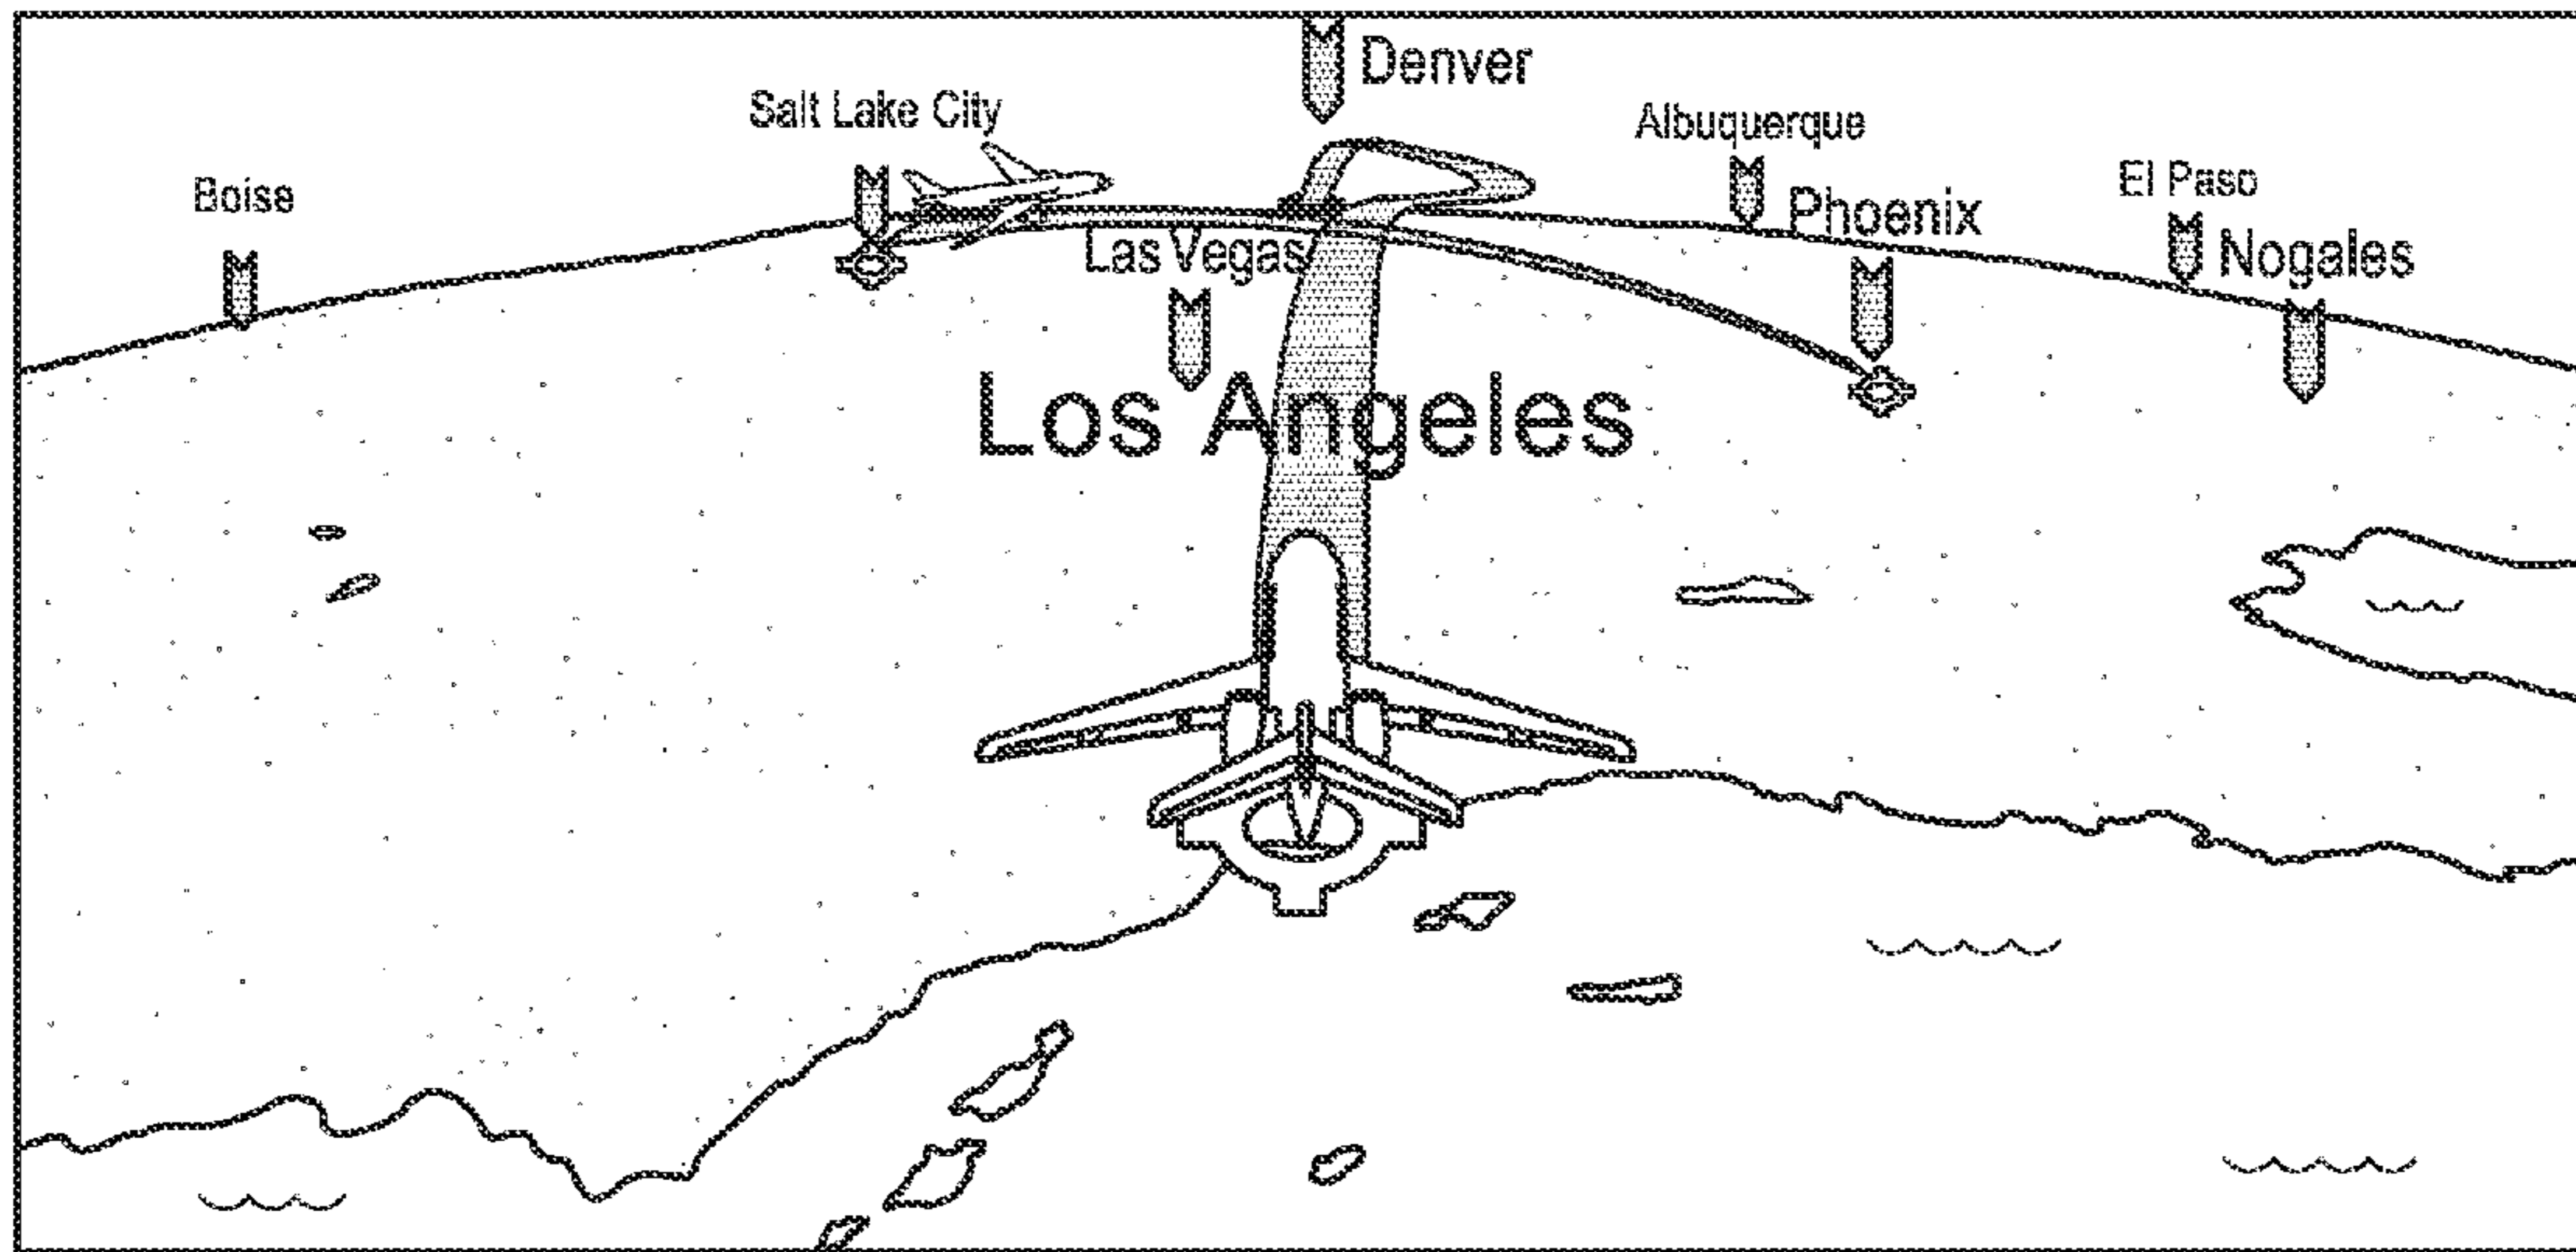 Denver
Salt Lake City
Albuquerque
Boise
El Paso
Phoenix
Las Vegas
Nogales
Los Angeles